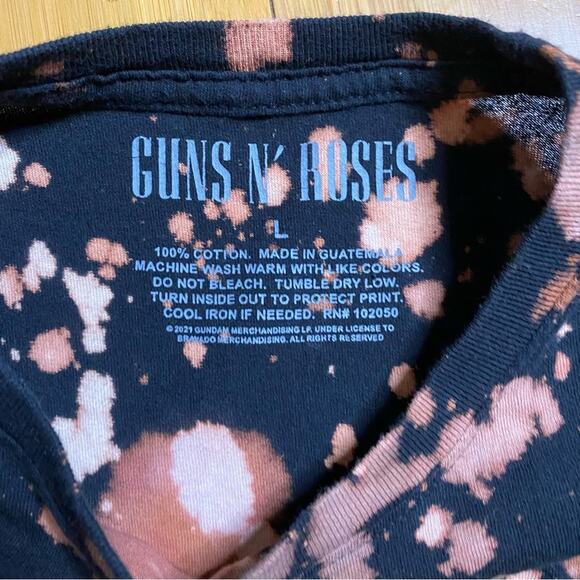 GUNS N' ROSES
L
100% COTTON. MADE IN GUATEMALA
MACHINE WASH WARM WITH LIKE COLORS.
DO NOT BLEACH. TUMBLE DRY LOW.
TURN INSIDE OUT TO PROTECT PRINT.
COOL IRON IF NEEDED. RN# 102050
© 2021 GUNDAM MERCHANDISING LP. UNDER LICENSE TO
BRAVADO MERCHANDISING. ALL RIGHTS RESERVED